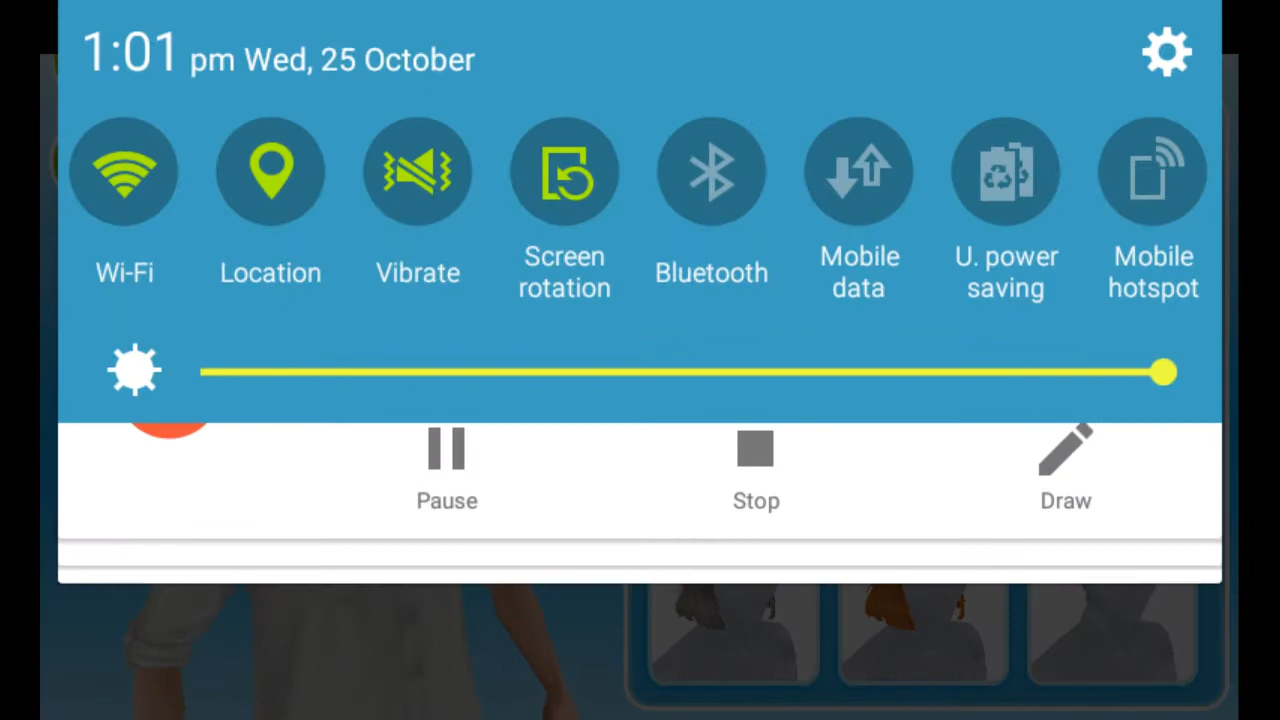 1:01 pm Wed, 25 October
Wi-Fi
Location
Vibrate
Screen
rotation
Bluetooth
Mobile
data
U. power
saving
Mobile
hotspot
Pause
Stop
Draw